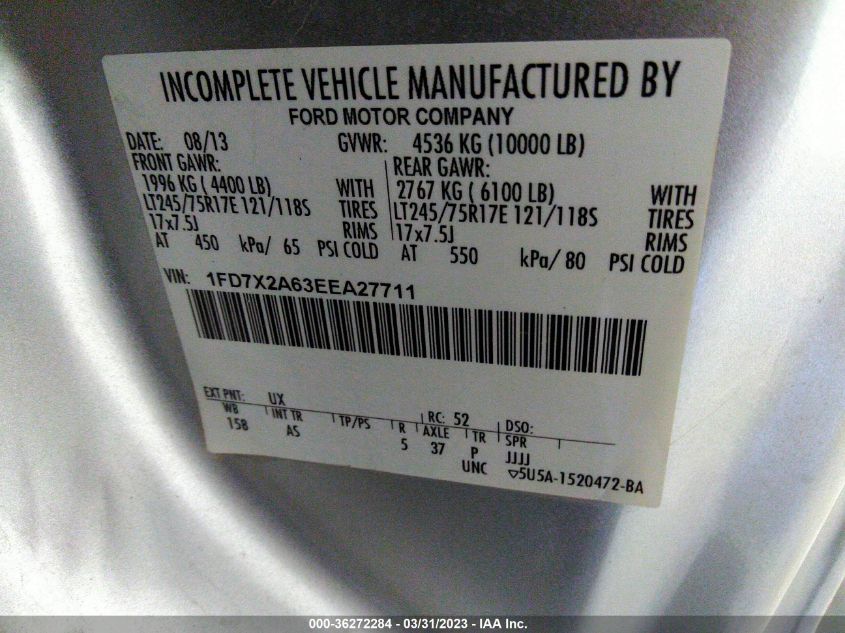 INCOMPLETE VEHICLE MANUFACTURED BY
FORD MOTOR COMPANY
DATE: 08/13 GVWR: 4536 KG (10000 LB)
FRONT GAWR: REAR GAWR:
1996 KG ( 4400 LB) WITH 2767 KG ( 6100 LB) WITH
LT245/75R17E 121/118S TIRES LT245/75R17E 121/118S TIRES
17x7.5J RIMS 17x7.5J RIMS
AT 450 kPa/ 65 PSI COLD AT 550 kPa/ 80 PSI COLD
VIN: 1FD7X2A63EEA27711
EXT PNT: UX RC: 52 DSO:
WB INT TR TP/PS R AXLE TR SPR
158 AS 5 37 P JJJJ
UNC ▽5U5A-1520472-BA
000-36272284 - 03/31/2023 - IAA Inc.